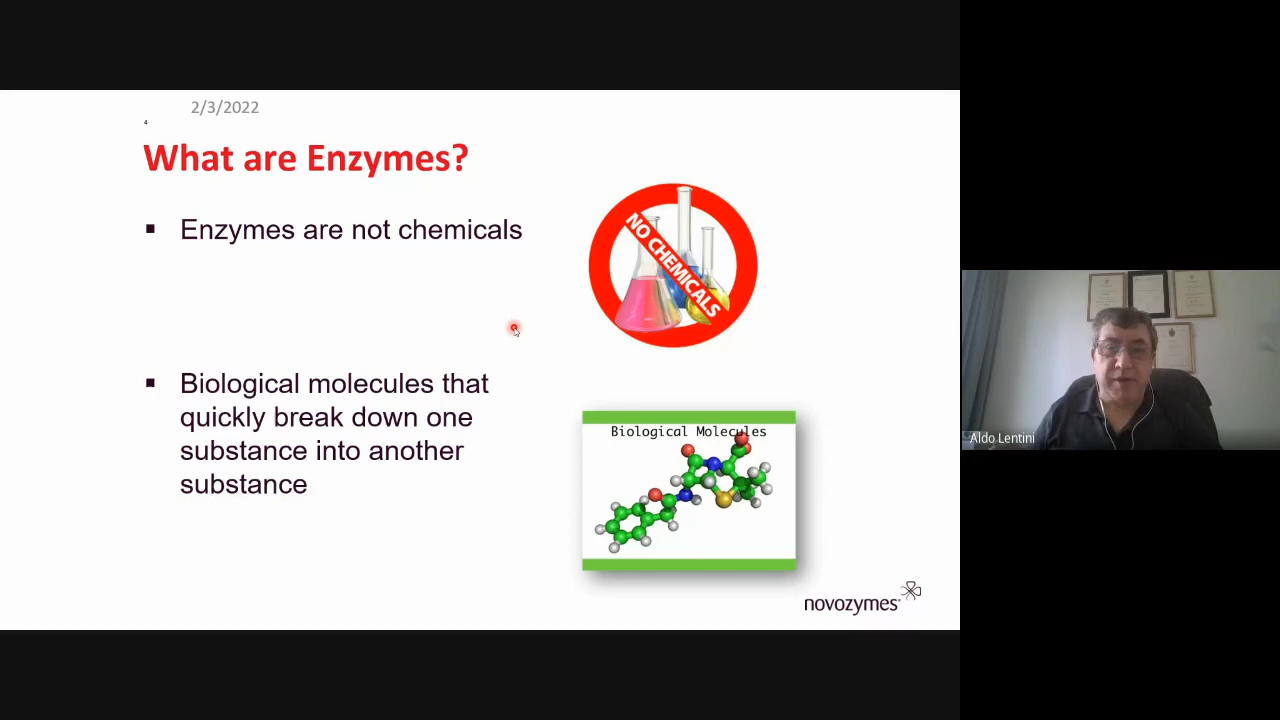 2/3/2022
4
What are Enzymes?
▪ Enzymes are not chemicals
NO CHEMICALS
▪ Biological molecules that
quickly break down one
substance into another
substance
Biological Molecules
novozymes®
Aldo Lentini